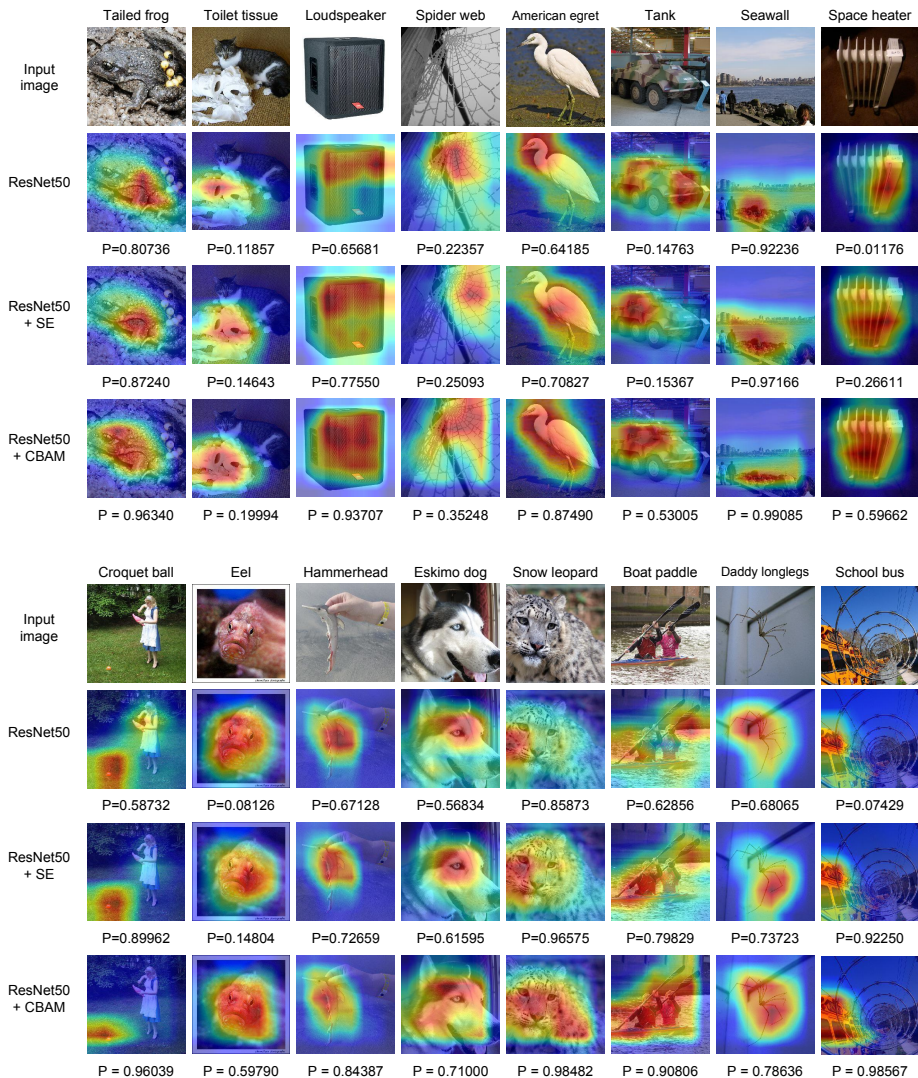 Tailed frog Toilet tissue Loudspeaker Spider web American egret Tank Seawall Space heater
Input
image
ResNet50
P=0.80736 P=0.11857 P=0.65681 P=0.22357 P=0.64185 P=0.14763 P=0.92236 P=0.01176
ResNet50
+ SE
P=0.87240 P=0.14643 P=0.77550 P=0.25093 P=0.70827 P=0.15367 P=0.97166 P=0.26611
ResNet50
+ CBAM
P = 0.96340 P = 0.19994 P = 0.93707 P = 0.35248 P = 0.87490 P = 0.53005 P = 0.99085 P = 0.59662
Croquet ball Eel Hammerhead Eskimo dog Snow leopard Boat paddle Daddy longlegs School bus
Input
image
ResNet50
P=0.58732 P=0.08126 P=0.67128 P=0.56834 P=0.85873 P=0.62856 P=0.68065 P=0.07429
ResNet50
+ SE
P=0.89962 P=0.14804 P=0.72659 P=0.61595 P=0.96575 P=0.79829 P=0.73723 P=0.92250
ResNet50
+ CBAM
P = 0.96039 P = 0.59790 P = 0.84387 P = 0.71000 P = 0.98482 P = 0.90806 P = 0.78636 P = 0.98567